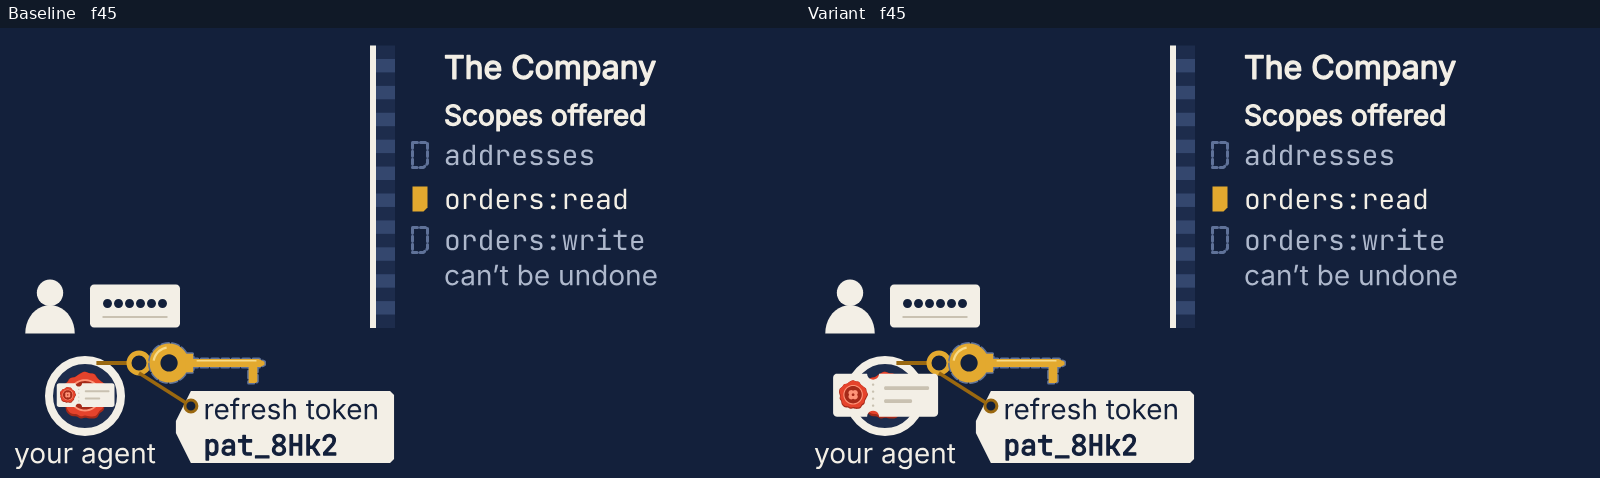 Baseline f45
The Company
Scopes offered
addresses
orders:read
orders:write
can't be undone
refresh token
pat_8Hk2
your agent
Variant f45
The Company
Scopes offered
addresses
orders:read
orders:write
can't be undone
refresh token
pat_8Hk2
your agent